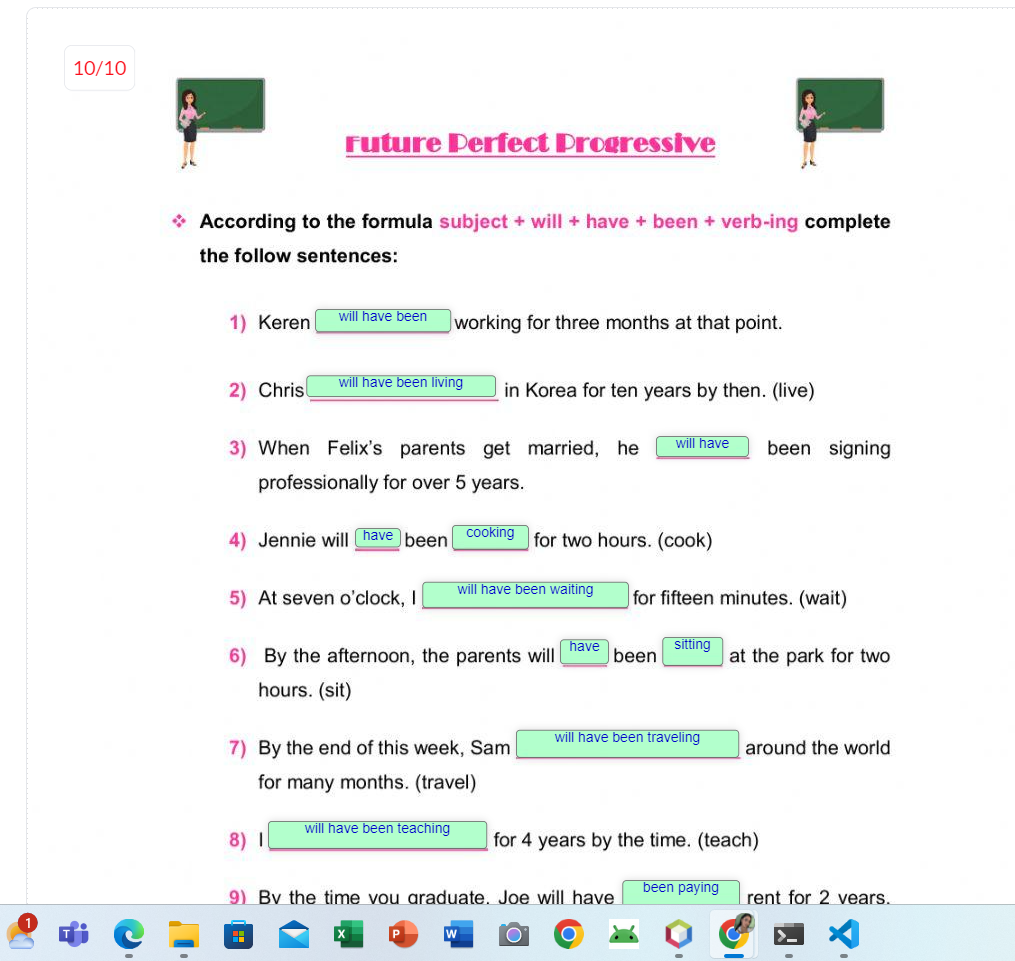 10/10
Future Perfect Progressive
❖ According to the formula subject + will + have + been + verb-ing complete
the follow sentences:
1) Keren will have been working for three months at that point.
2) Chris will have been living in Korea for ten years by then. (live)
3) When Felix's parents get married, he will have been signing
professionally for over 5 years.
4) Jennie will have been cooking for two hours. (cook)
5) At seven o'clock, I will have been waiting for fifteen minutes. (wait)
6) By the afternoon, the parents will have been sitting at the park for two
hours. (sit)
7) By the end of this week, Sam will have been traveling around the world
for many months. (travel)
8) I will have been teaching for 4 years by the time. (teach)
9) By the time you graduate, Joe will have been paying rent for 2 years.
1